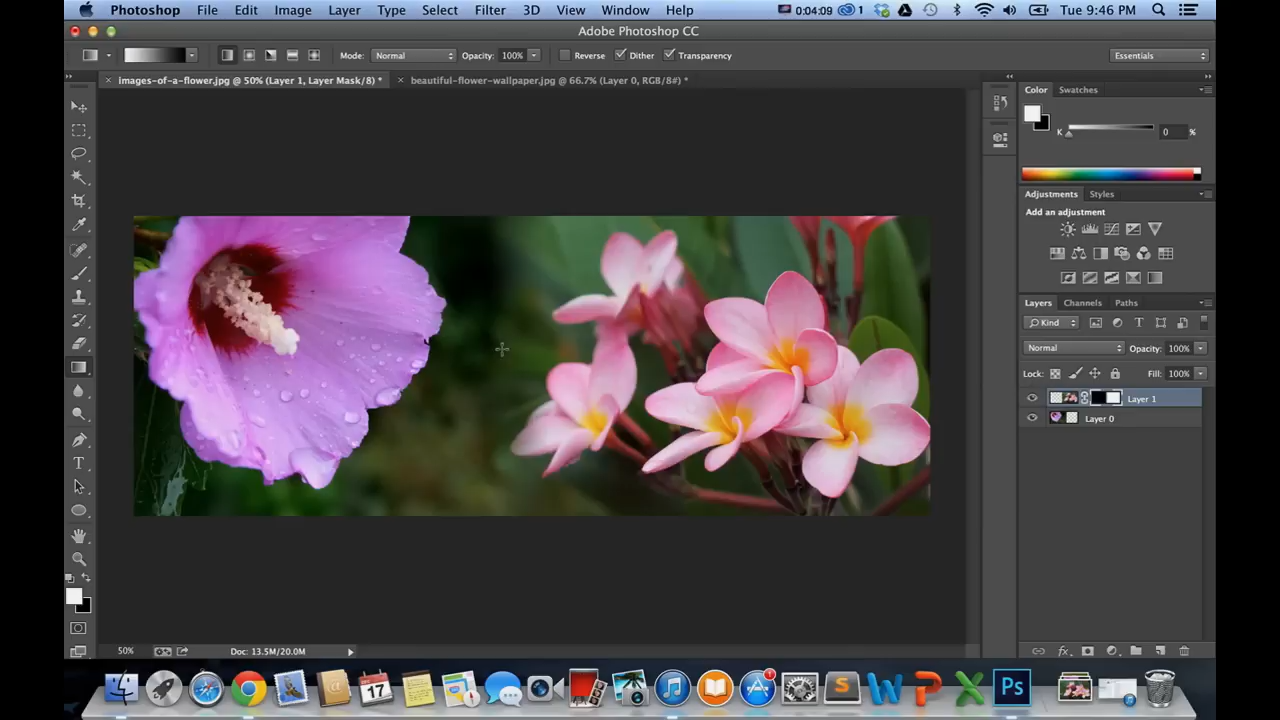 Photoshop File Edit Image Layer Type Select Filter 3D View Window Help 0:04:09 1 Tue 9:46 PM
Adobe Photoshop CC
Mode: Normal Opacity: 100% Reverse Dither Transparency Essentials
images-of-a-flower.jpg @ 50% (Layer 1, Layer Mask/8) * beautiful-flower-wallpaper.jpg @ 66.7% (Layer 0, RGB/8#) *
Color Swatches
K 0 %
Adjustments Styles
Add an adjustment
Layers Channels Paths
Kind
Normal Opacity: 100%
Lock: Fill: 100%
Layer 1
Layer 0
50% Doc: 13.5M/20.0M
17
Ps